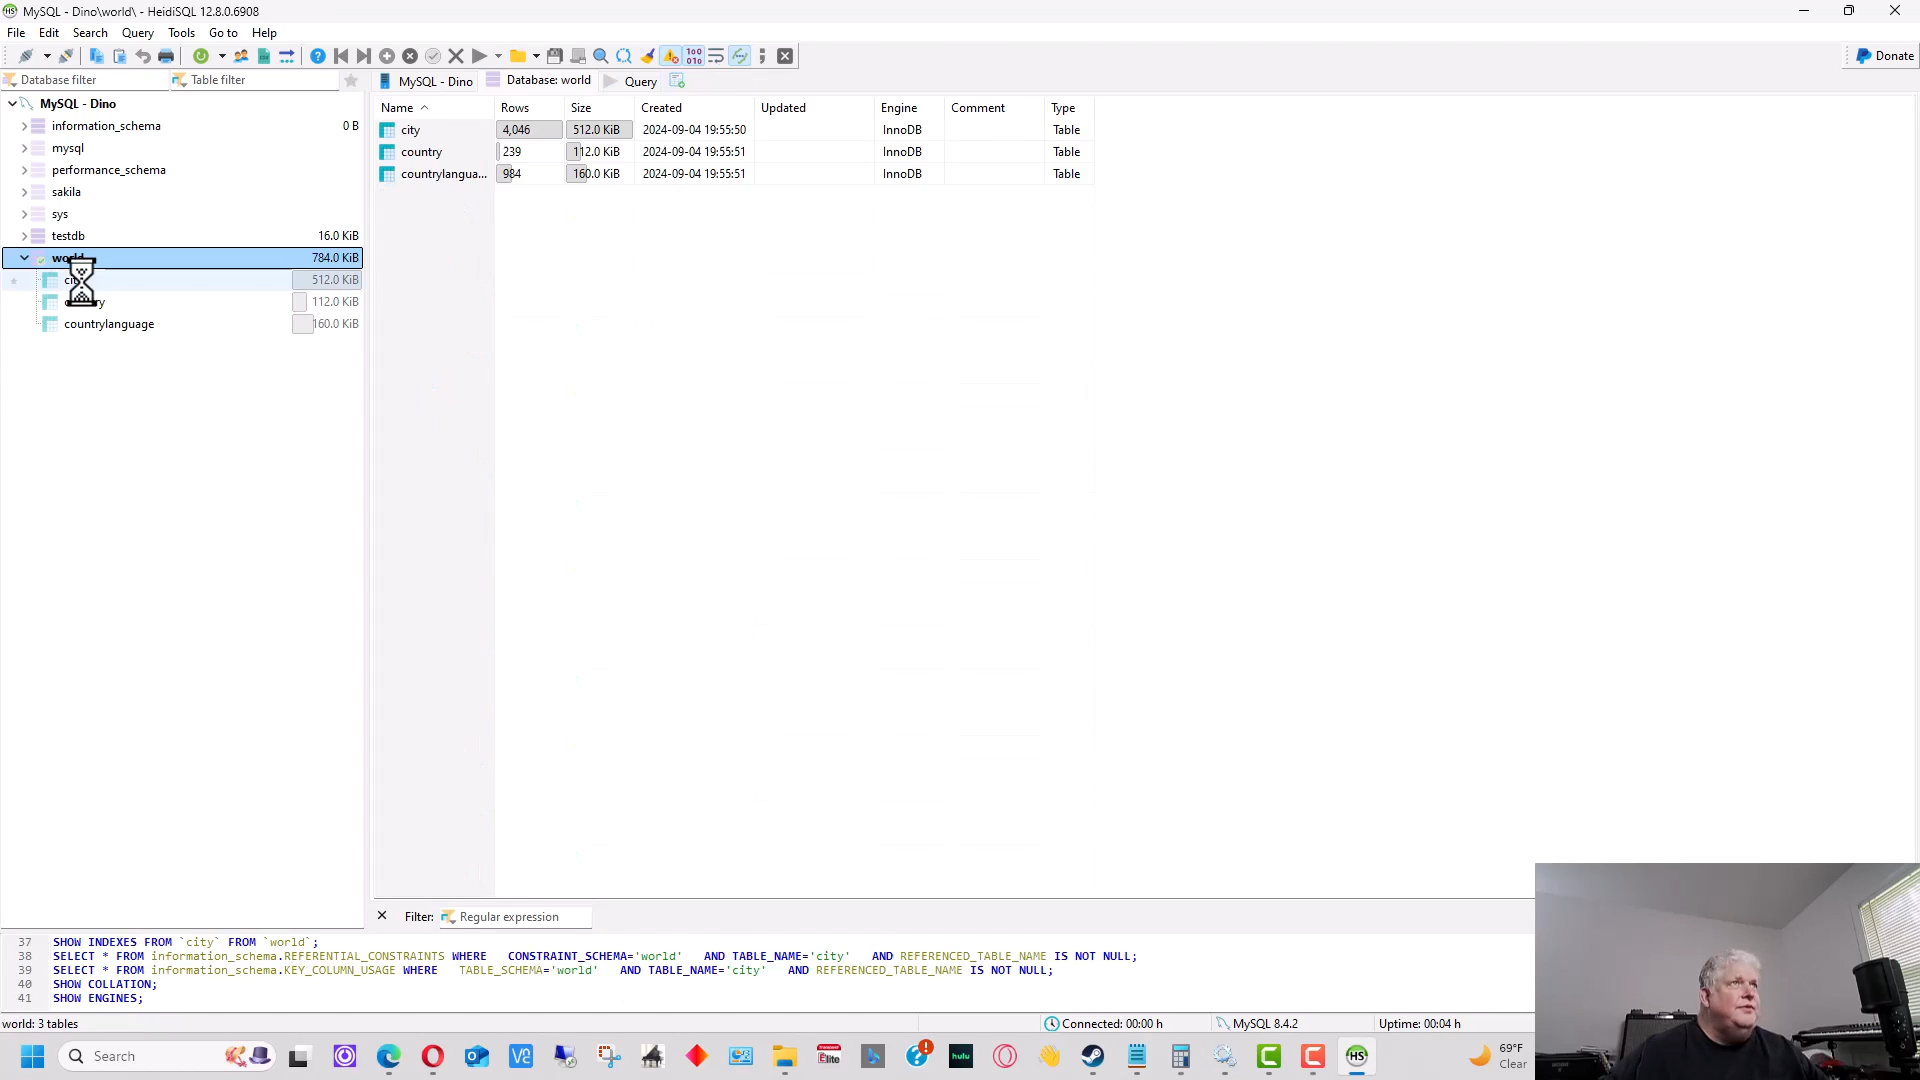 MySQL - Dino\world\ - HeidiSQL 12.8.0.6908
File Edit Search Query Tools Go to Help
Donate
Database filter Table filter
MySQL - Dino Database: world Query
MySQL - Dino
information_schema 0 B
mysql
performance_schema
sakila
sys
testdb 16.0 KiB
world 784.0 KiB
512.0 KiB
112.0 KiB
countrylanguage 160.0 KiB
Name Rows Size Created Updated Engine Comment Type
city 4,046 512.0 KiB 2024-09-04 19:55:50 InnoDB Table
country 239 112.0 KiB 2024-09-04 19:55:51 InnoDB Table
countrylangua... 984 160.0 KiB 2024-09-04 19:55:51 InnoDB Table
Filter: Regular expression
37 SHOW INDEXES FROM `city` FROM `world`;
38 SELECT * FROM information_schema.REFERENTIAL_CONSTRAINTS WHERE CONSTRAINT_SCHEMA='world' AND TABLE_NAME='city' AND REFERENCED_TABLE_NAME IS NOT NULL;
39 SELECT * FROM information_schema.KEY_COLUMN_USAGE WHERE TABLE_SCHEMA='world' AND TABLE_NAME='city' AND REFERENCED_TABLE_NAME IS NOT NULL;
40 SHOW COLLATION;
41 SHOW ENGINES;
world: 3 tables Connected: 00:00 h MySQL 8.4.2 Uptime: 00:04 h
Search
hulu
HS
69°F
Clear